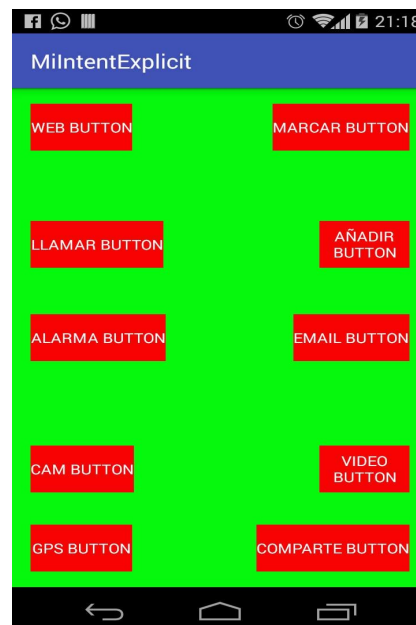 21:18
MiIntentExplicit
WEB BUTTON
MARCAR BUTTON
LLAMAR BUTTON
AÑADIR
BUTTON
ALARMA BUTTON
EMAIL BUTTON
CAM BUTTON
VIDEO
BUTTON
GPS BUTTON
COMPARTE BUTTON